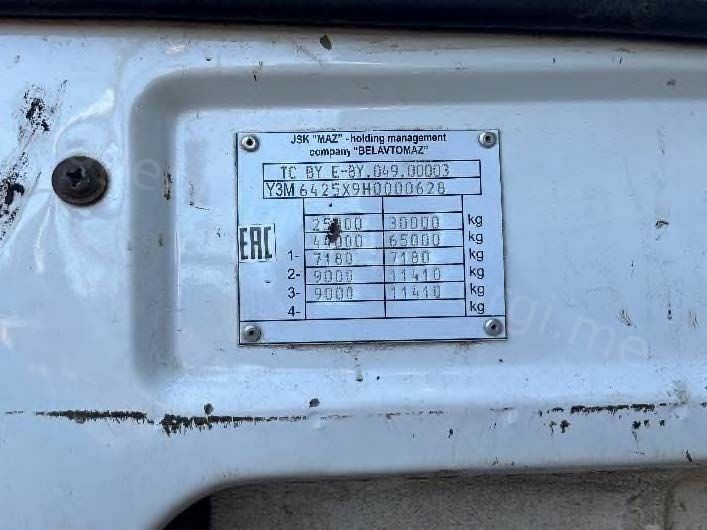 JSK "MAZ" -holding management
company "BELAVTOMAZ"
TC BY E-BY.049.00003
Y3M 6425X9H0000628
30000 kg
65000 kg
EAC
1- 7180 7180 kg
2- 9000 11410 kg
3- 9000 11410 kg
4- kg